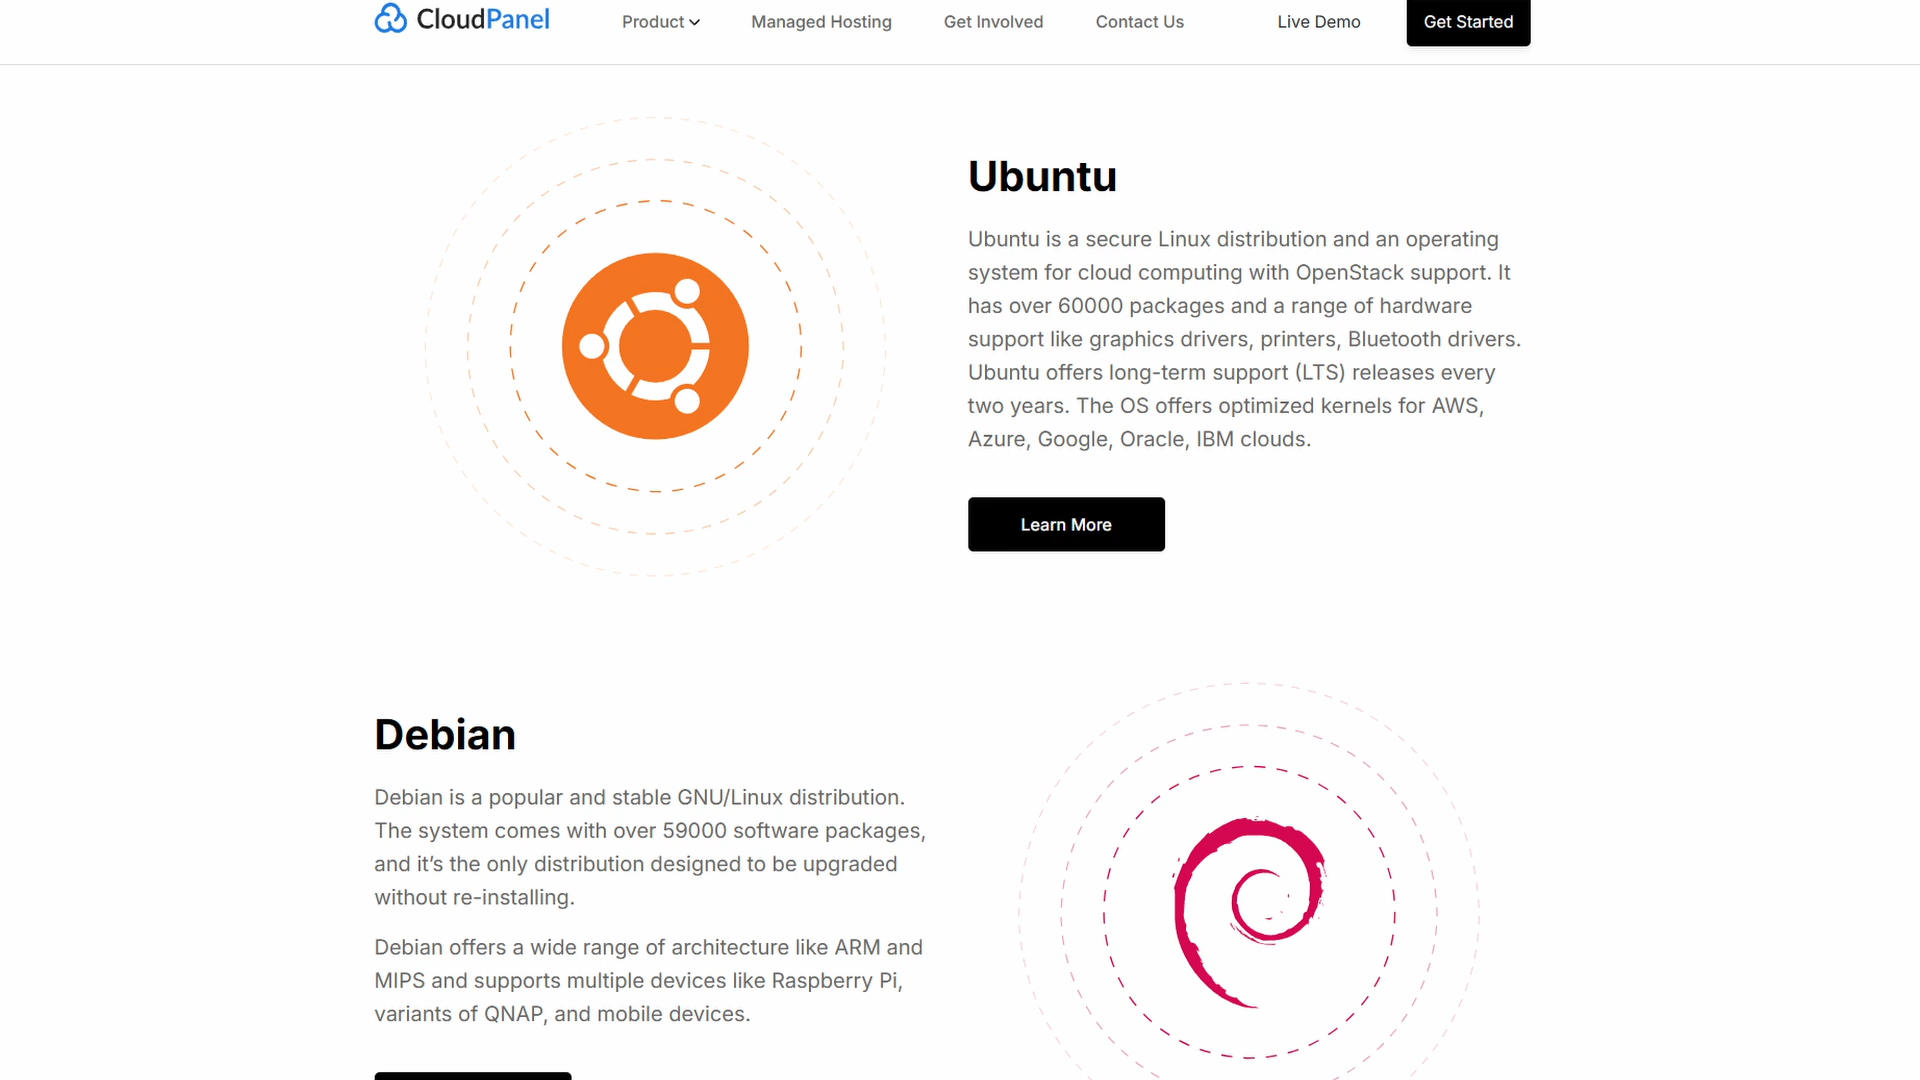 CloudPanel
Product
Managed Hosting
Get Involved
Contact Us
Live Demo
Get Started
Ubuntu
Ubuntu is a secure Linux distribution and an operating
system for cloud computing with OpenStack support. It
has over 60000 packages and a range of hardware
support like graphics drivers, printers, Bluetooth drivers.
Ubuntu offers long-term support (LTS) releases every
two years. The OS offers optimized kernels for AWS,
Azure, Google, Oracle, IBM clouds.
Learn More
Debian
Debian is a popular and stable GNU/Linux distribution.
The system comes with over 59000 software packages,
and it’s the only distribution designed to be upgraded
without re-installing.
Debian offers a wide range of architecture like ARM and
MIPS and supports multiple devices like Raspberry Pi,
variants of QNAP, and mobile devices.